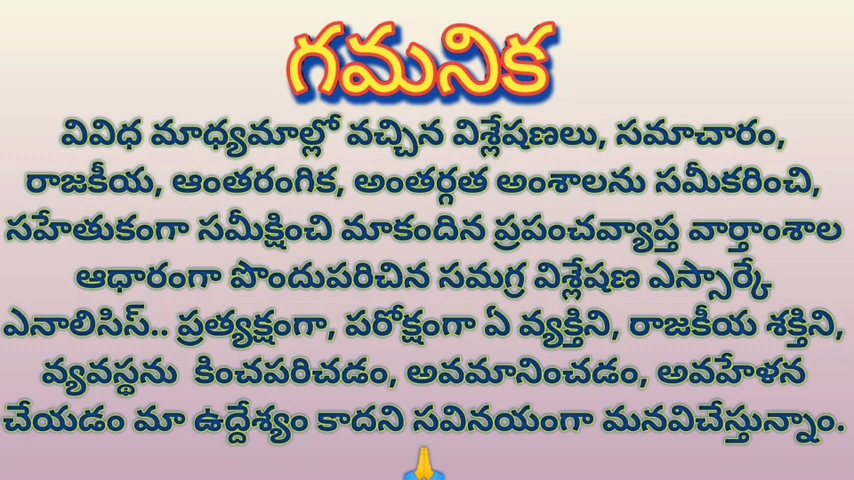 గమనిక
వివిధ మాధ్యమాల్లో వచ్చిన విశ్లేషణలు, సమాచారం,
రాజకీయ, ఆంతరంగిక, అంతర్గత అంశాలను సమీకరించి,
సహేతుకంగా సమీక్షించి మాకందిన ప్రపంచవ్యాప్త వార్తాంశాల
ఆధారంగా పొందుపరిచిన సమగ్ర విశ్లేషణ ఎస్సార్కే
ఎనాలిసిస్.. ప్రత్యక్షంగా, పరోక్షంగా ఏ వ్యక్తిని, రాజకీయ శక్తిని,
వ్యవస్థను కించపరిచడం, అవమానించడం, అవహేళన
చేయడం మా ఉద్దేశ్యం కాదని సవినయంగా మనవిచేస్తున్నాం.
🙏